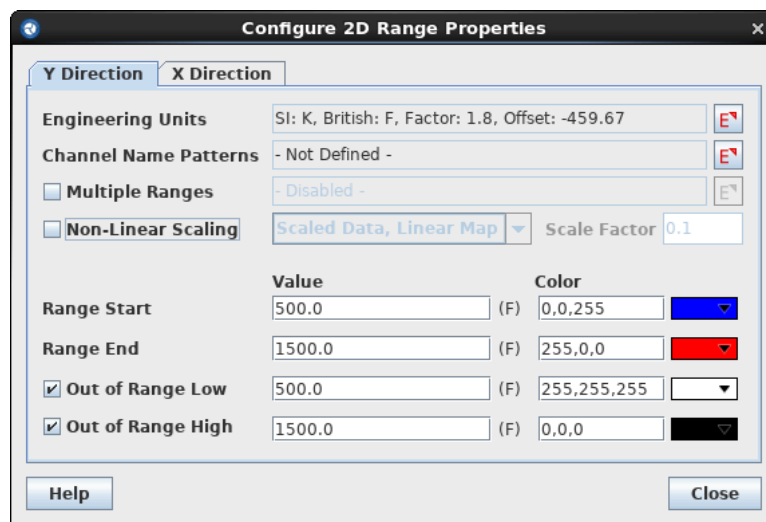 Configure 2D Range Properties
Y Direction X Direction
Engineering Units SI: K, British: F, Factor: 1.8, Offset: -459.67 E
Channel Name Patterns - Not Defined - E
Multiple Ranges - Disabled - E
Non-Linear Scaling Scaled Data, Linear Map Scale Factor 0.1
Value Color
Range Start 500.0 (F) 0,0,255
Range End 1500.0 (F) 255,0,0
Out of Range Low 500.0 (F) 255,255,255
Out of Range High 1500.0 (F) 0,0,0
Help Close